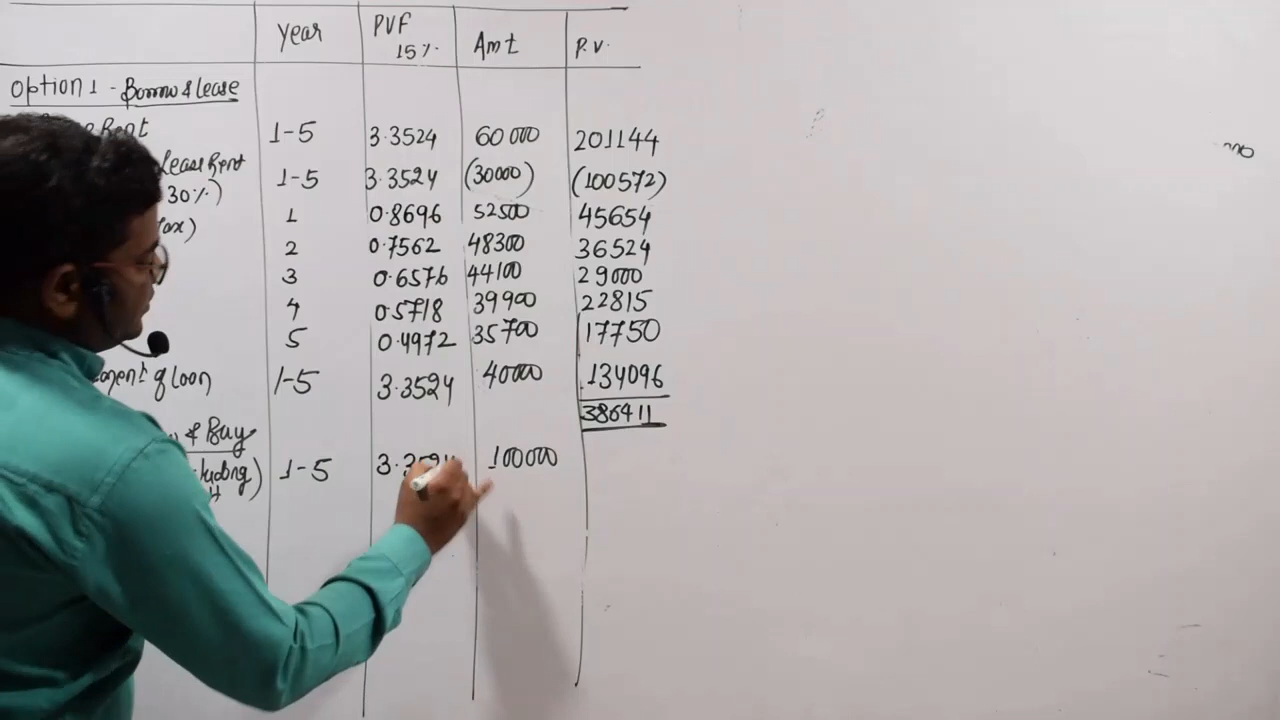 Year PVF 15%. Amt P.V.
Option 1 - Borrow & Lease
Rent 1-5 3.3524 60000 201144
Lease Rent 1-5 3.3524 (30000) (100572)
30%)
1 0.8696 52500 45654
2 0.7562 48300 36524
3 0.6576 44100 29000
4 0.5718 39900 22815
5 0.4972 35700 17750
of Loan 1-5 3.3524 40000 134096
386411
& Buy
1-5 100000